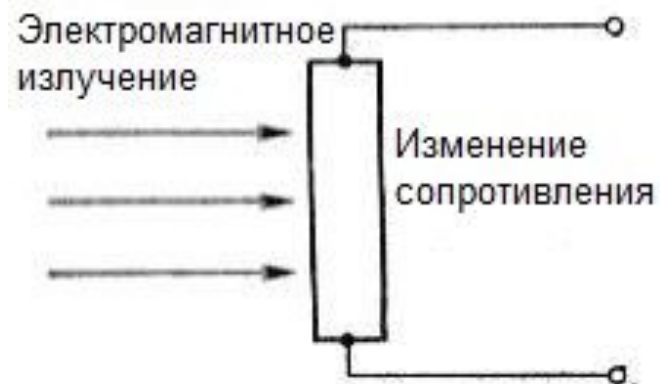 Электромагнитное
излучение
Изменение
сопротивления